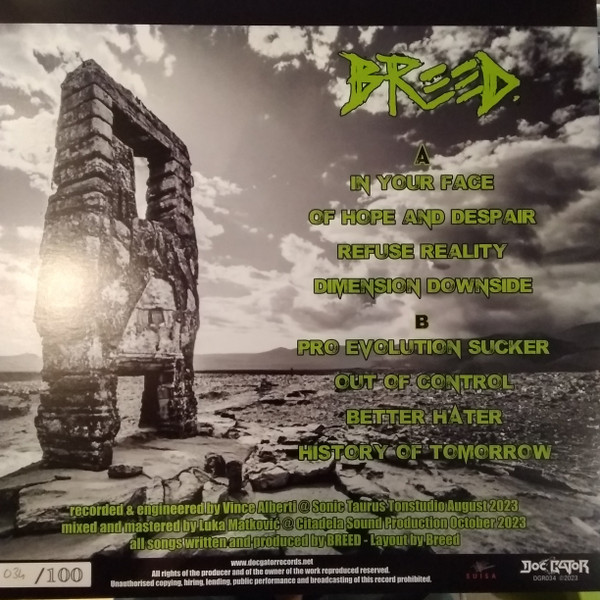 BREED.
A
IN YOUR FACE
OF HOPE AND DESPAIR
REFUSE REALITY
DIMENSION DOWNSIDE
B
PRO EVOLUTION SUCKER
OUT OF CONTROL
BETTER HATER
HISTORY OF TOMORROW
recorded & engineered by Vince Alberti @ Sonic Taurus Tonstudio August 2023
mixed and mastered by Luka Matković @ Citadela Sound Production October 2023
all songs written and produced by BREED - Layout by Breed
www.docgatorrecords.net
All rights of the producer and of the owner of the work reproduced reserved.
Unauthorised copying, hiring, lending, public performance and broadcasting of this record prohibited.
034 /100
SUISA
DOC GATOR
DGR034 ©2023